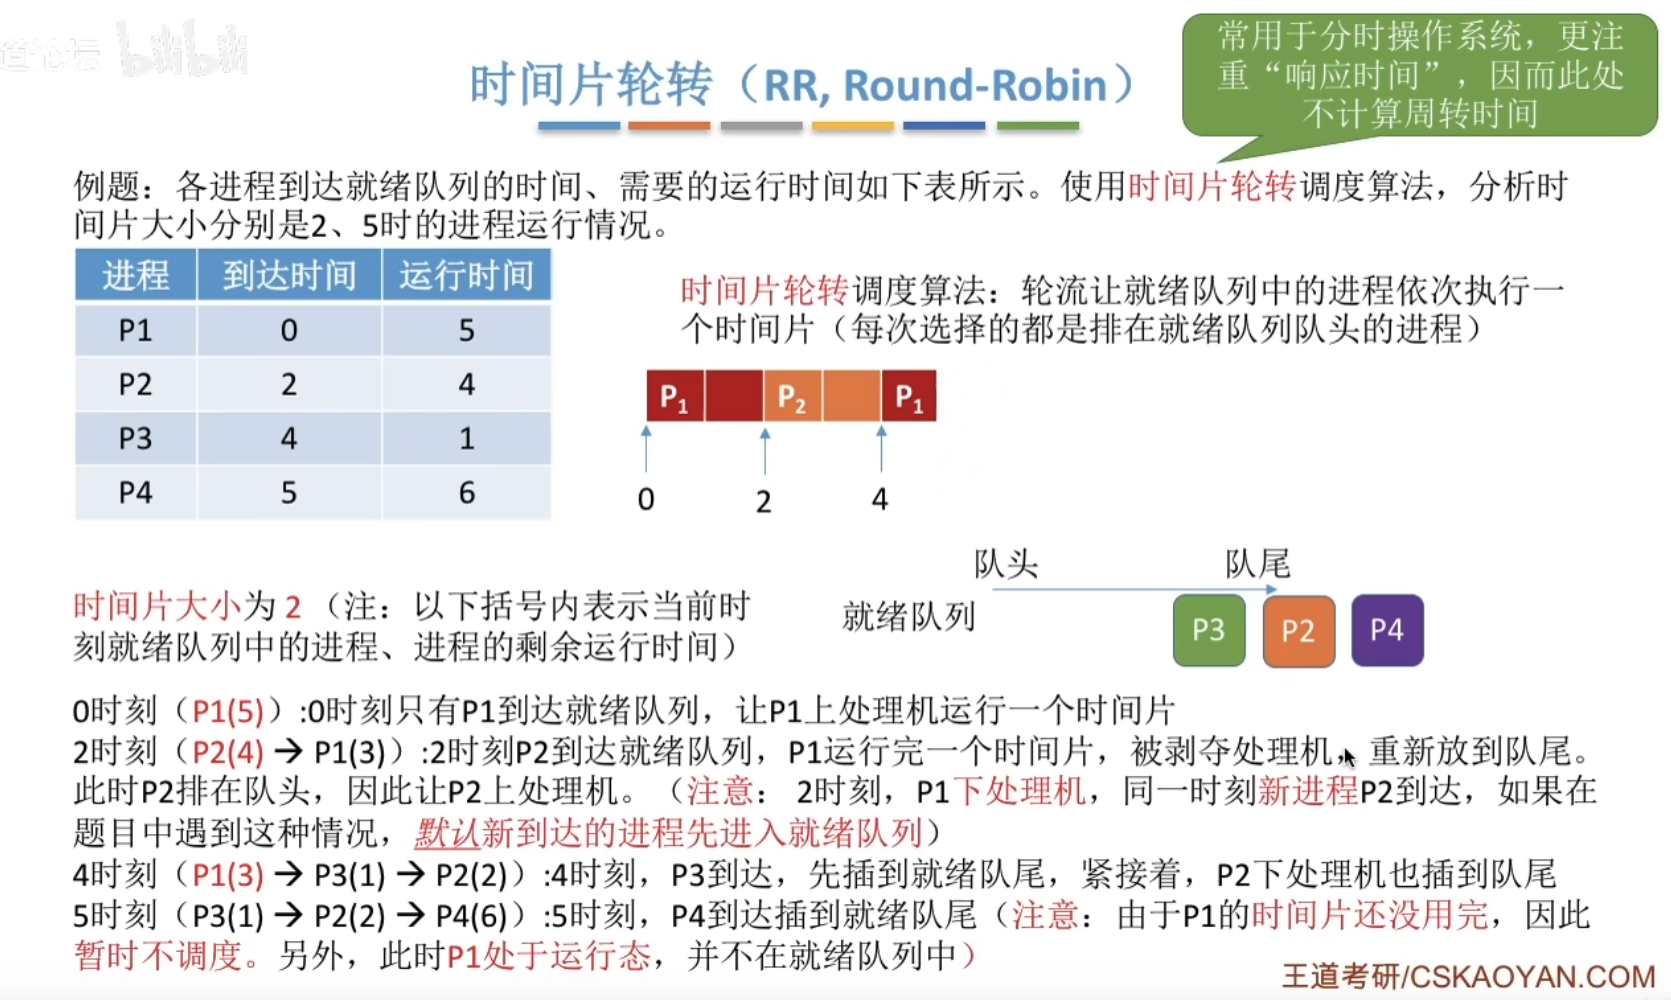 道论坛 bilibili
常用于分时操作系统，更注
重“响应时间”，因而此处
不计算周转时间
时间片轮转（RR, Round-Robin）
例题：各进程到达就绪队列的时间、需要的运行时间如下表所示。使用时间片轮转调度算法，分析时
间片大小分别是2、5时的进程运行情况。
进程 到达时间 运行时间
P1 0 5
P2 2 4
P3 4 1
P4 5 6
时间片轮转调度算法：轮流让就绪队列中的进程依次执行一
个时间片（每次选择的都是排在就绪队列队头的进程）
P1 P2 P1
0 2 4
队头 队尾
就绪队列 P3 P2 P4
时间片大小为 2（注：以下括号内表示当前时
刻就绪队列中的进程、进程的剩余运行时间）
0时刻（P1(5)）:0时刻只有P1到达就绪队列，让P1上处理机运行一个时间片
2时刻（P2(4) → P1(3)）:2时刻P2到达就绪队列，P1运行完一个时间片，被剥夺处理机，重新放到队尾。
此时P2排在队头，因此让P2上处理机。（注意： 2时刻，P1下处理机，同一时刻新进程P2到达，如果在
题目中遇到这种情况，默认新到达的进程先进入就绪队列）
4时刻（P1(3) → P3(1) → P2(2)）:4时刻，P3到达，先插到就绪队尾，紧接着，P2下处理机也插到队尾
5时刻（P3(1) → P2(2) → P4(6)）:5时刻，P4到达插到就绪队尾（注意：由于P1的时间片还没用完，因此
暂时不调度。另外，此时P1处于运行态，并不在就绪队列中）
王道考研/CSKAOYAN.COM